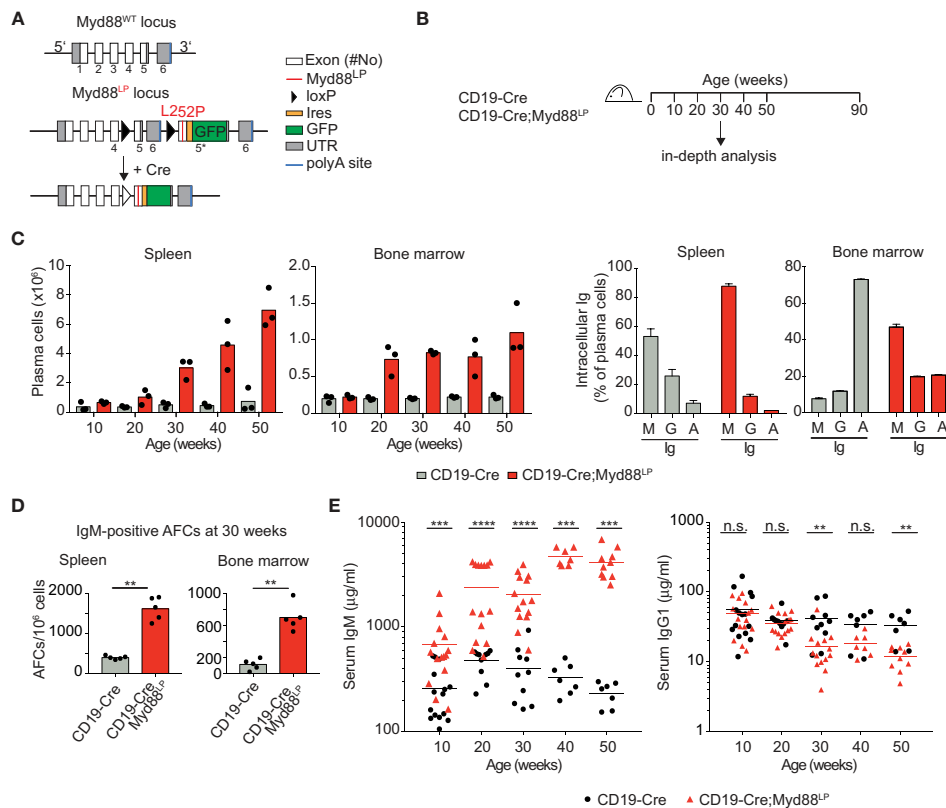 A
Myd88WT locus
5‘ 3‘
1 2 3 4 5 6
Myd88LP locus
L252P
GFP
4 5 6 5* 6
+ Cre
Exon (#No)
Myd88LP
loxP
Ires
GFP
UTR
polyA site
B
CD19-Cre
CD19-Cre;Myd88LP
Age (weeks)
0 10 20 30 40 50 90
in-depth analysis
C
Spleen
Plasma cells (x10⁶)
0 2 4 6 8 10
10 20 30 40 50
Age (weeks)
Bone marrow
0.0 0.5 1.0 1.5 2.0
10 20 30 40 50
Age (weeks)
Spleen
Intracellular Ig
(% of plasma cells)
0 20 40 60 80 100
M G A M G A
Ig Ig
Bone marrow
0 20 40 60 80
M G A M G A
Ig Ig
CD19-Cre CD19-Cre;Myd88LP
D
IgM-positive AFCs at 30 weeks
Spleen
AFCs/10⁶ cells
0 1000 2000
**
CD19-Cre
CD19-Cre
Myd88LP
Bone marrow
0 200 600 1000
**
CD19-Cre
CD19-Cre
Myd88LP
E
Serum IgM (µg/ml)
100 1000 10000
*** **** **** *** ***
10 20 30 40 50
Age (weeks)
Serum IgG1 (µg/ml)
1 10 100 1000
n.s. n.s. ** n.s. **
10 20 30 40 50
Age (weeks)
CD19-Cre CD19-Cre;Myd88LP